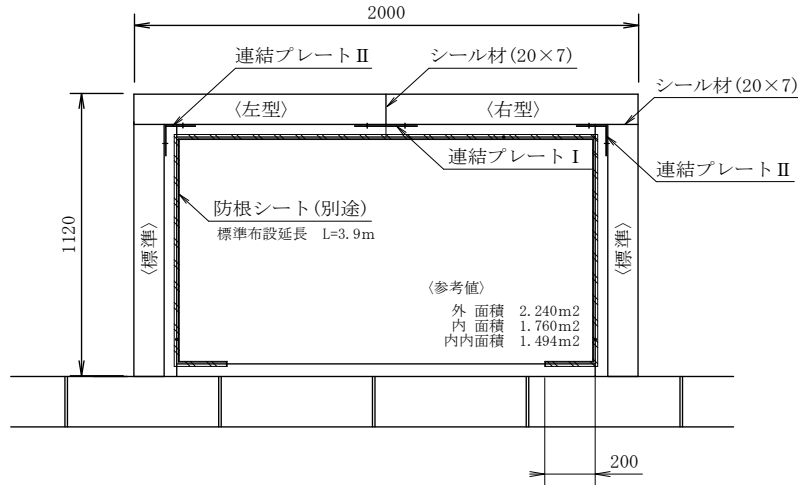 2000
連結プレートⅡ
シール材(20×7)
シール材(20×7)
〈左型〉
〈右型〉
連結プレートⅠ
連結プレートⅡ
防根シート(別途)
標準布設延長 L=3.9m
1120
〈標準〉
〈標準〉
〈参考値〉
外 面積 2.240m2
内 面積 1.760m2
内内面積 1.494m2
200